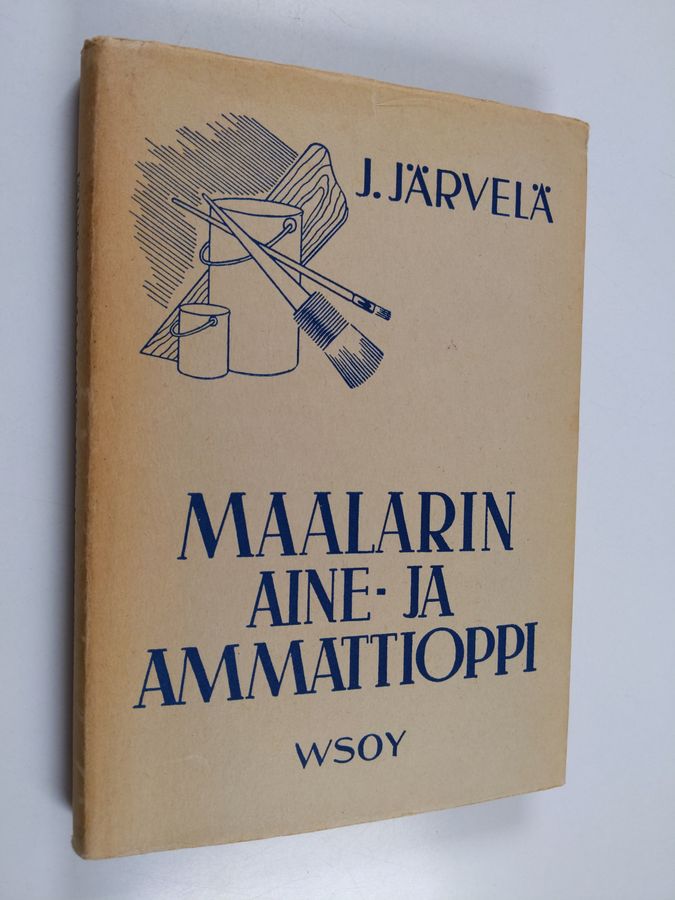 J. JÄRVELÄ
MAALARIN
AINE- JA
AMMATTIOPPI
WSOY